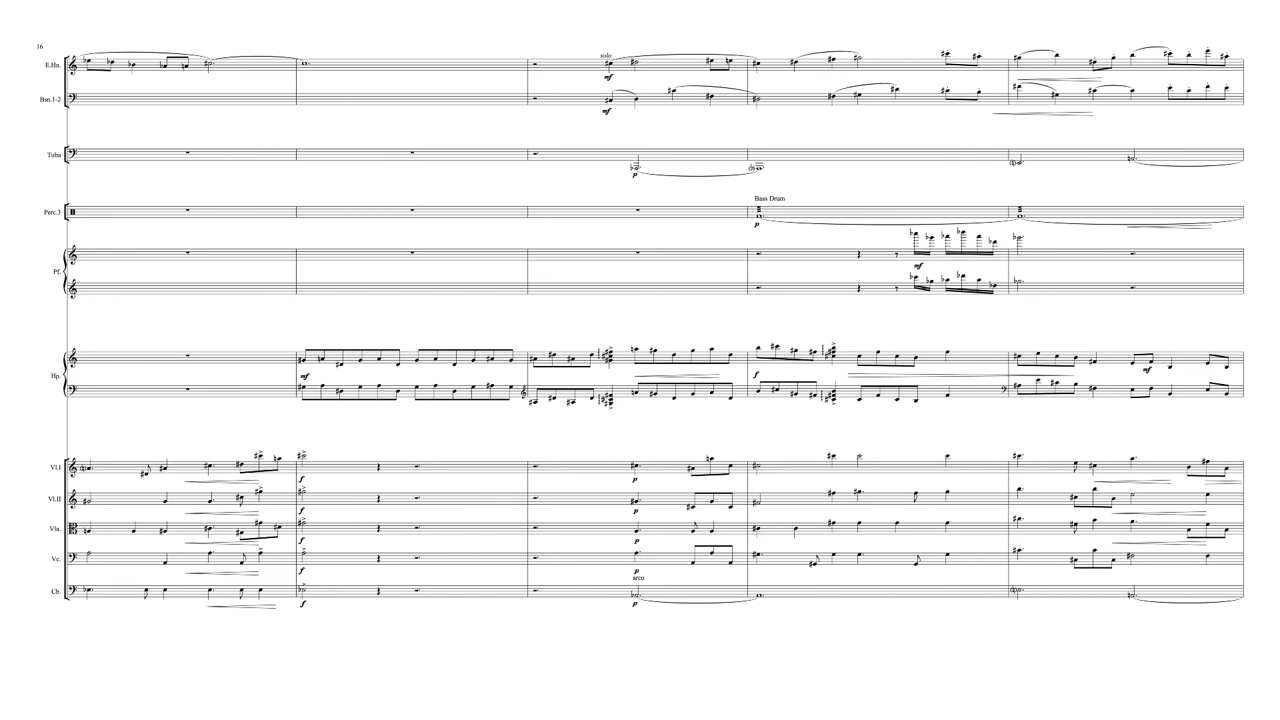 16
E.Hn.
solo
mf
Bsn.1-2
mf
Tuba
p
Perc.3
Bass Drum
p
Pf.
mf
Hp.
mf
f
mf
Vl.I
f
p
Vl.II
f
p
Vla.
f
p
Vc.
f
p
arco
Cb.
f
p